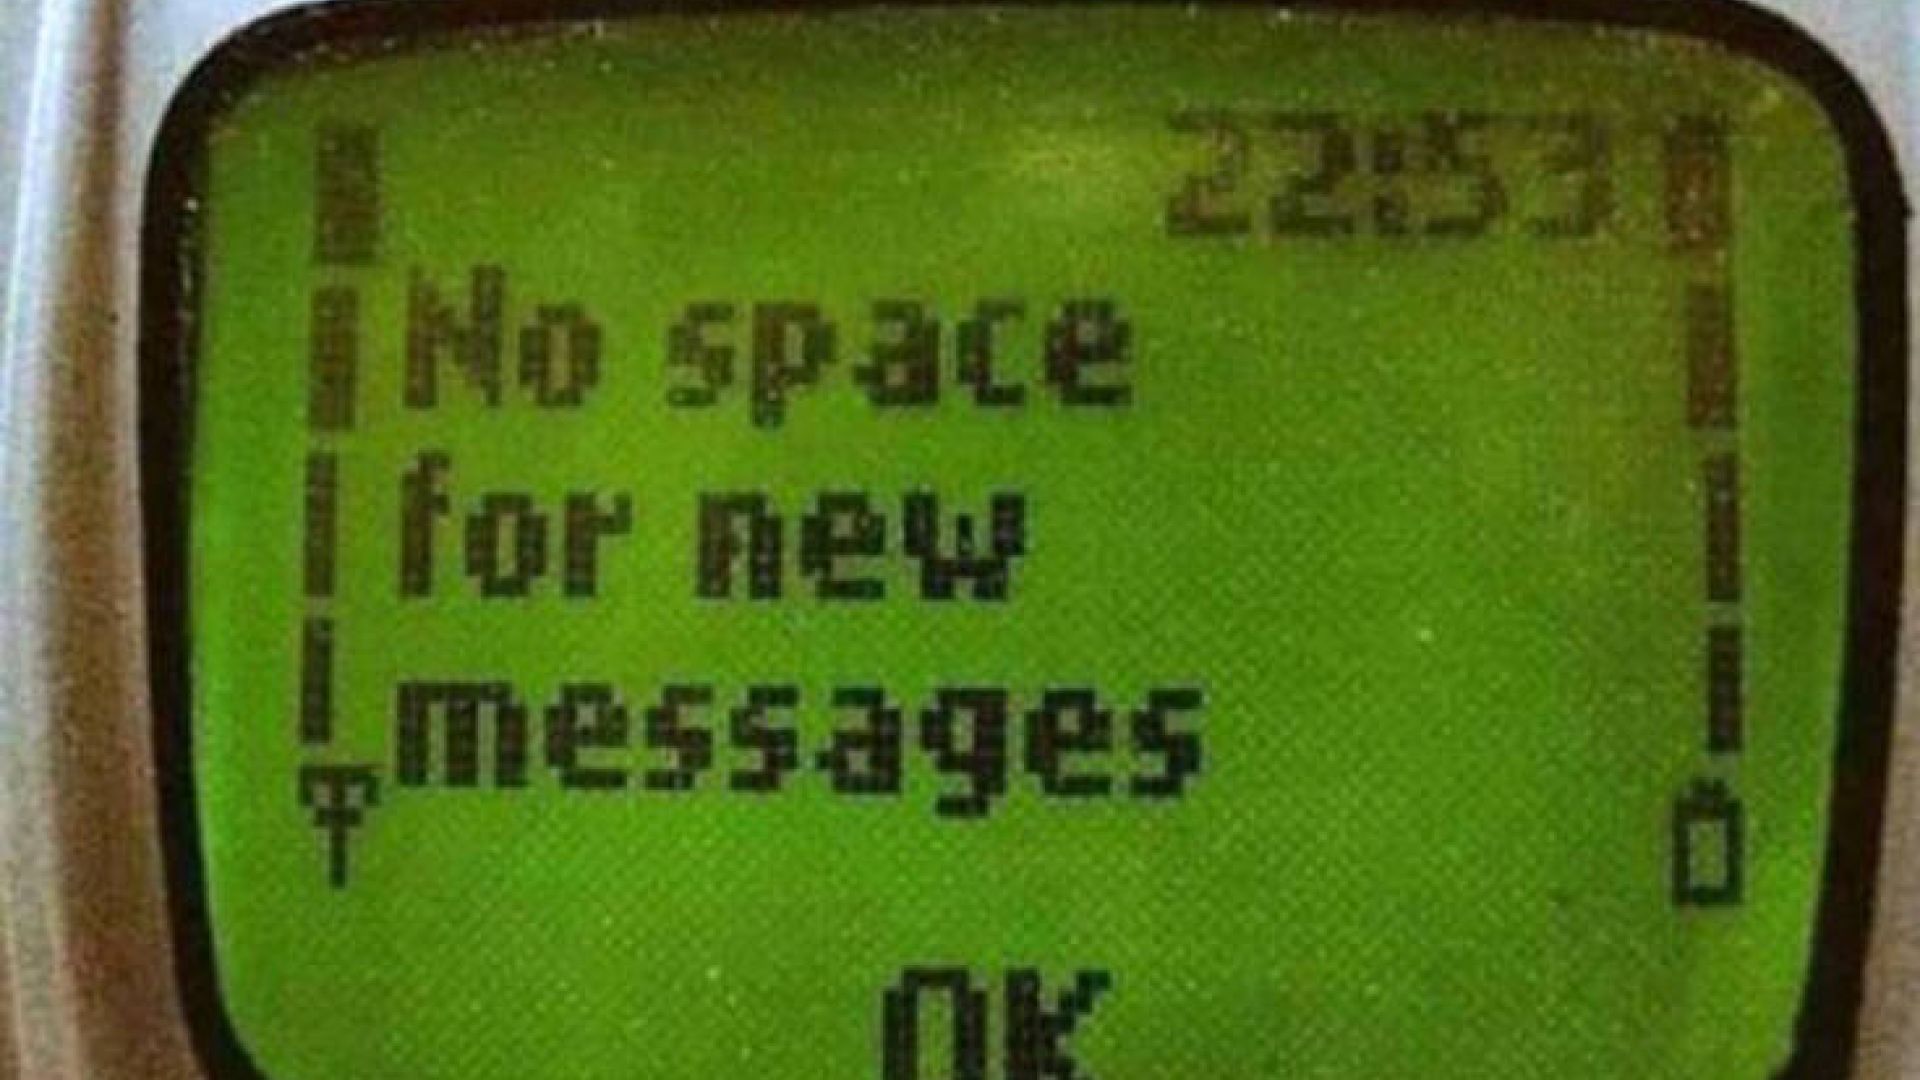 22:53
No space
for new
messages
OK